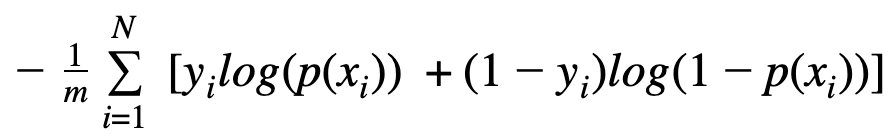 − 1/m ∑_{i=1}^{N} [y_i log(p(x_i)) + (1 − y_i)log(1 − p(x_i))]